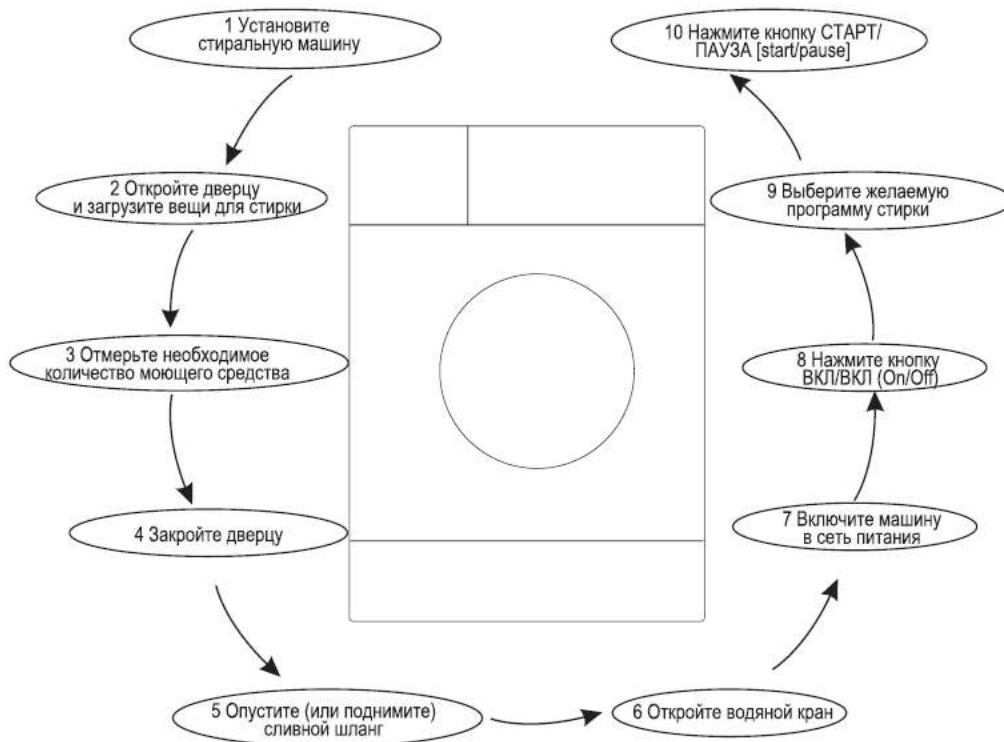 1 Установите
стиральную машину
2 Откройте дверцу
и загрузите вещи для стирки
3 Отмерьте необходимое
количество моющего средства
4 Закройте дверцу
5 Опустите (или поднимите)
сливной шланг
6 Откройте водяной кран
7 Включите машину
в сеть питания
8 Нажмите кнопку
ВКЛ/ВКЛ (On/Off)
9 Выберите желаемую
программу стирки
10 Нажмите кнопку СТАРТ/
ПАУЗА [start/pause]